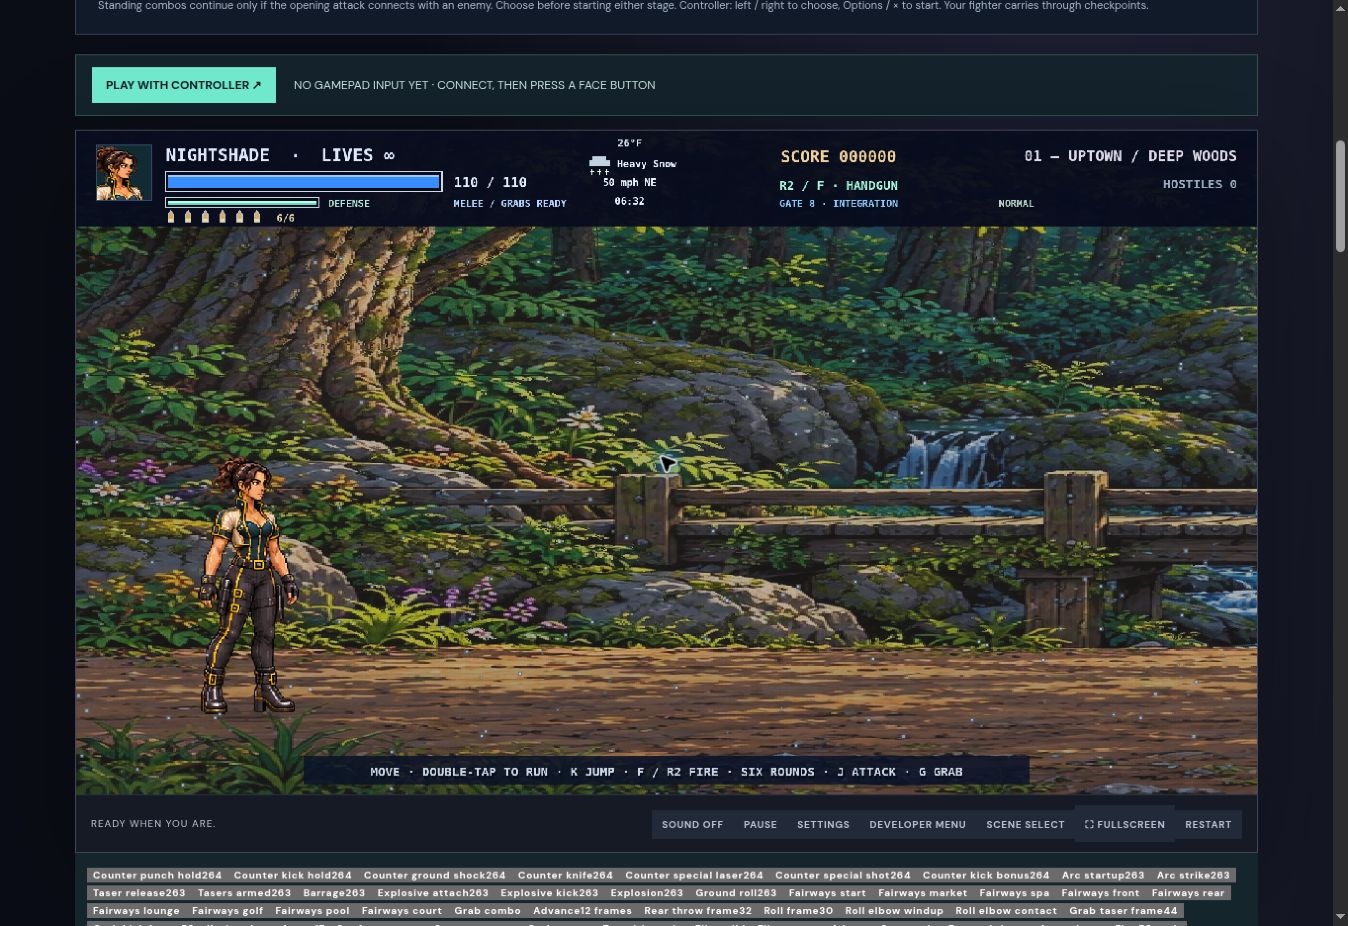 Standing combos continue only if the opening attack connects with an enemy. Choose before starting either stage. Controller: left / right to choose, Options / × to start. Your fighter carries through checkpoints.
PLAY WITH CONTROLLER ↗ NO GAMEPAD INPUT YET · CONNECT, THEN PRESS A FACE BUTTON
NIGHTSHADE · LIVES ∞
110 / 110
DEFENSE MELEE / GRABS READY
6/6
26°F
Heavy Snow
50 mph NE
06:32
SCORE 000000
R2 / F · HANDGUN
GATE 8 · INTEGRATION
NORMAL
01 — UPTOWN / DEEP WOODS
HOSTILES 0
MOVE · DOUBLE-TAP TO RUN · K JUMP · F / R2 FIRE · SIX ROUNDS · J ATTACK · G GRAB
READY WHEN YOU ARE.
SOUND OFF PAUSE SETTINGS DEVELOPER MENU SCENE SELECT ⛶ FULLSCREEN RESTART
Counter punch hold264 Counter kick hold264 Counter ground shock264 Counter knife264 Counter special laser264 Counter special shot264 Counter kick bonus264 Arc startup263 Arc strike263
Taser release263 Tasers armed263 Barrage263 Explosive attach263 Explosive kick263 Explosion263 Ground roll263 Fairways start Fairways market Fairways spa Fairways front Fairways rear
Fairways lounge Fairways golf Fairways pool Fairways court Grab combo Advance12 frames Rear throw frame32 Roll frame30 Roll elbow windup Roll elbow contact Grab taser frame44